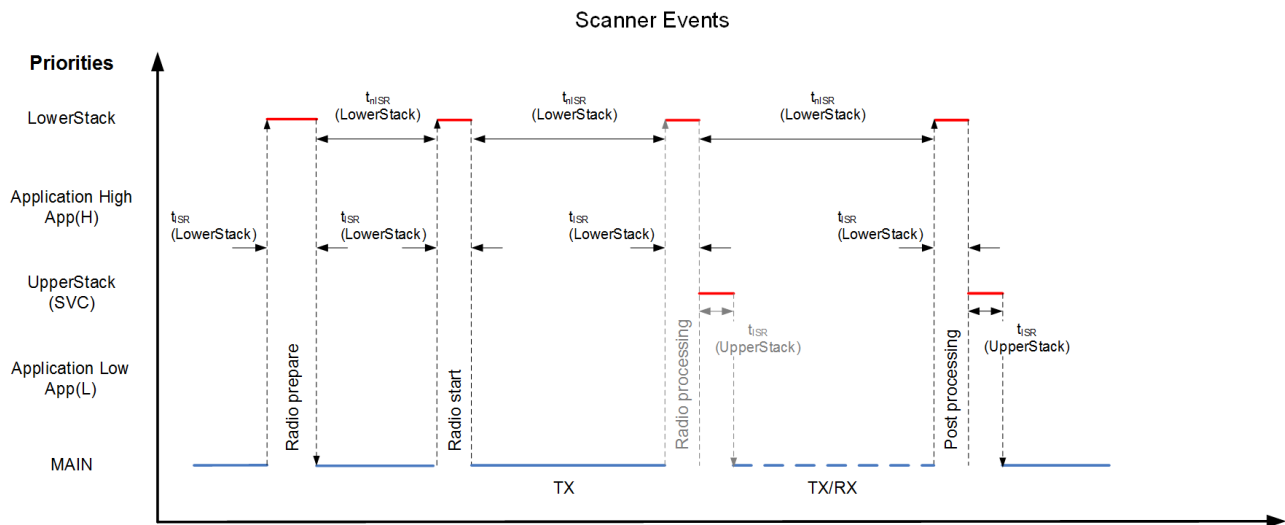 Scanner Events
Priorities
LowerStack
tnISR
(LowerStack)
tnISR
(LowerStack)
tnISR
(LowerStack)
Application High
App(H)
tISR
(LowerStack)
tISR
(LowerStack)
tISR
(LowerStack)
tISR
(LowerStack)
UpperStack
(SVC)
tISR
(UpperStack)
tISR
(UpperStack)
Application Low
App(L)
Radio prepare
Radio start
Radio processing
Post processing
MAIN
TX
TX/RX